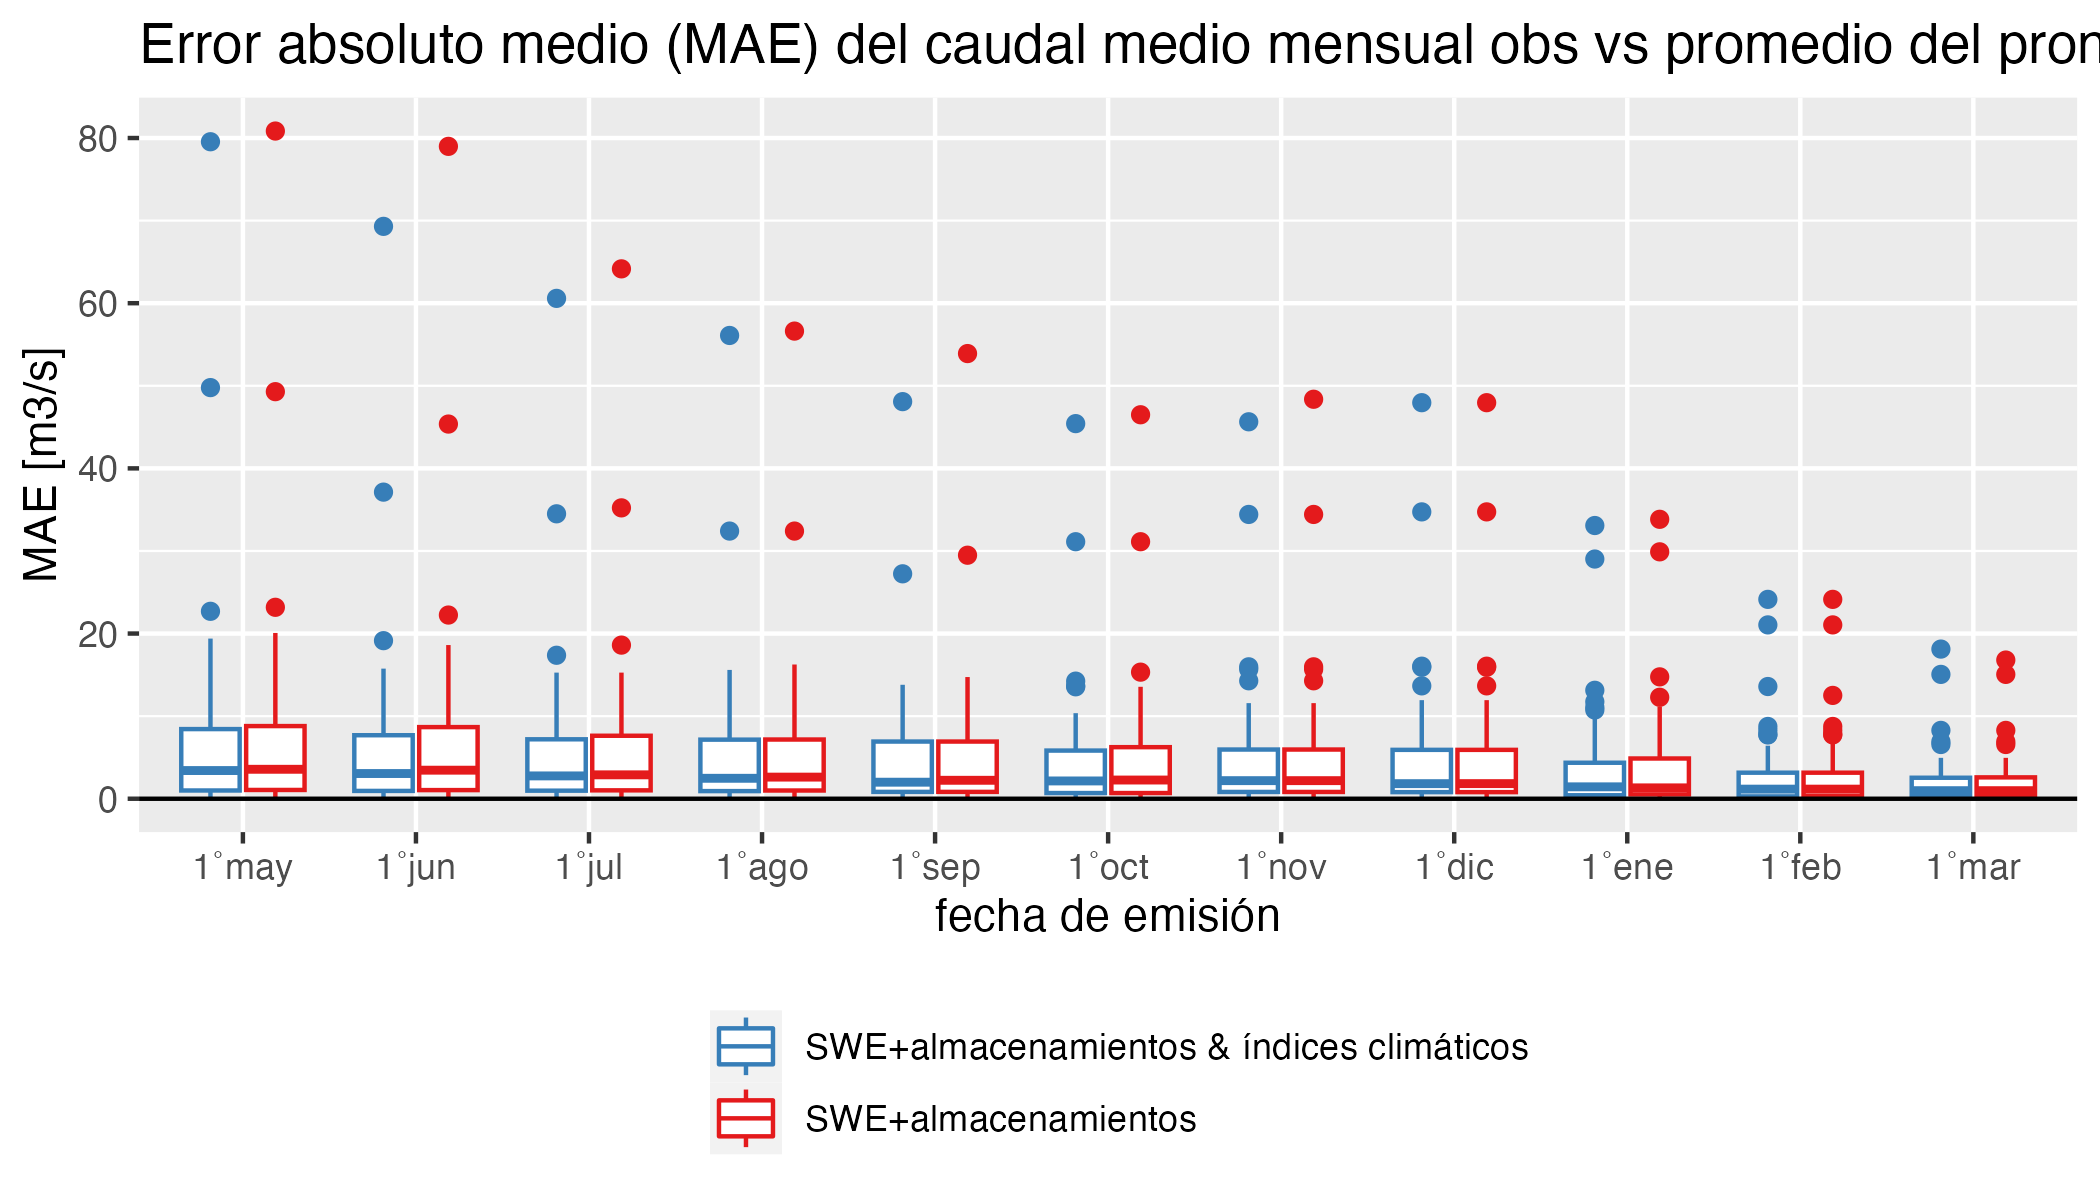 Error absoluto medio (MAE) del caudal medio mensual obs vs promedio del pron
MAE [m3/s]
80
60
40
20
0
1°may 1°jun 1°jul 1°ago 1°sep 1°oct 1°nov 1°dic 1°ene 1°feb 1°mar
fecha de emisión
SWE+almacenamientos & índices climáticos
SWE+almacenamientos